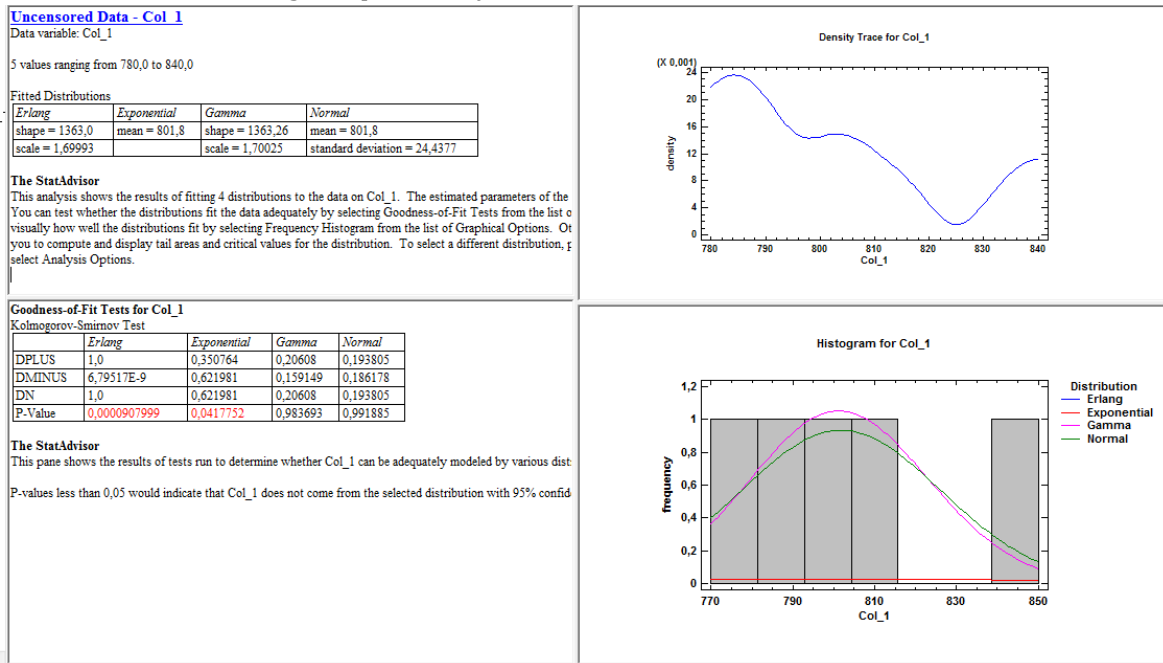 Uncensored Data - Col_1
Data variable: Col_1
5 values ranging from 780,0 to 840,0
Fitted Distributions
Erlang Exponential Gamma Normal
shape = 1363,0 mean = 801,8 shape = 1363,26 mean = 801,8
scale = 1,69993 scale = 1,70025 standard deviation = 24,4377
The StatAdvisor
This analysis shows the results of fitting 4 distributions to the data on Col_1. The estimated parameters of the
You can test whether the distributions fit the data adequately by selecting Goodness-of-Fit Tests from the list
visually how well the distributions fit by selecting Frequency Histogram from the list of Graphical Options.
you to compute and display tail areas and critical values for the distribution. To select a different distribution,
select Analysis Options.
Goodness-of-Fit Tests for Col_1
Kolmogorov-Smirnov Test
Erlang Exponential Gamma Normal
DPLUS 1,0 0,350764 0,20608 0,193805
DMINUS 6,79517E-9 0,621981 0,159149 0,186178
DN 1,0 0,621981 0,20608 0,193805
P-Value 0,0000907999 0,0417752 0,983693 0,991885
The StatAdvisor
This pane shows the results of tests run to determine whether Col_1 can be adequately modeled by various
P-values less than 0,05 would indicate that Col_1 does not come from the selected distribution with 95%
Density Trace for Col_1
(X 0,001)
24
20
16
12
8
4
0
density
780 790 800 810 820 830 840
Col_1
Histogram for Col_1
1,2
1
0,8
0,6
0,4
0,2
0
frequency
770 790 810 830 850
Col_1
Distribution
Erlang
Exponential
Gamma
Normal